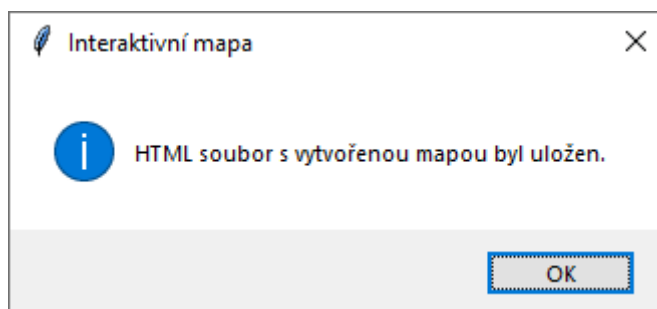 Interaktivní mapa
HTML soubor s vytvořenou mapou byl uložen.
OK